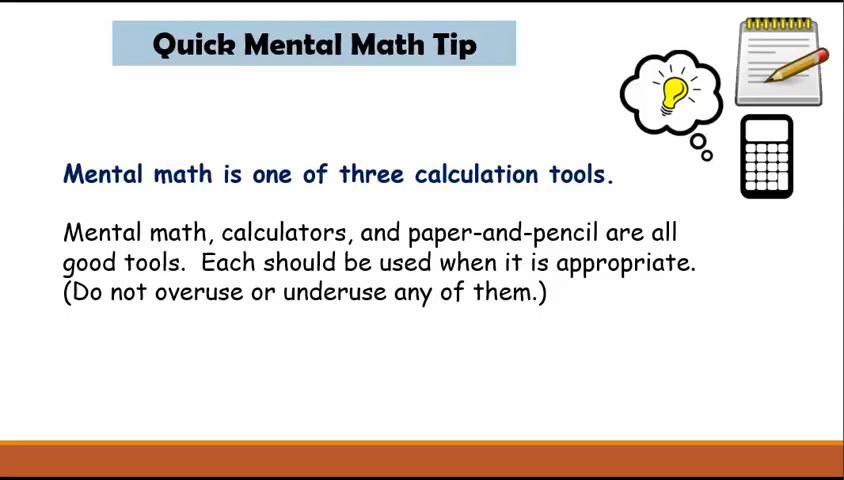 Quick Mental Math Tip
Mental math is one of three calculation tools.
Mental math, calculators, and paper-and-pencil are all
good tools.  Each should be used when it is appropriate.
(Do not overuse or underuse any of them.)